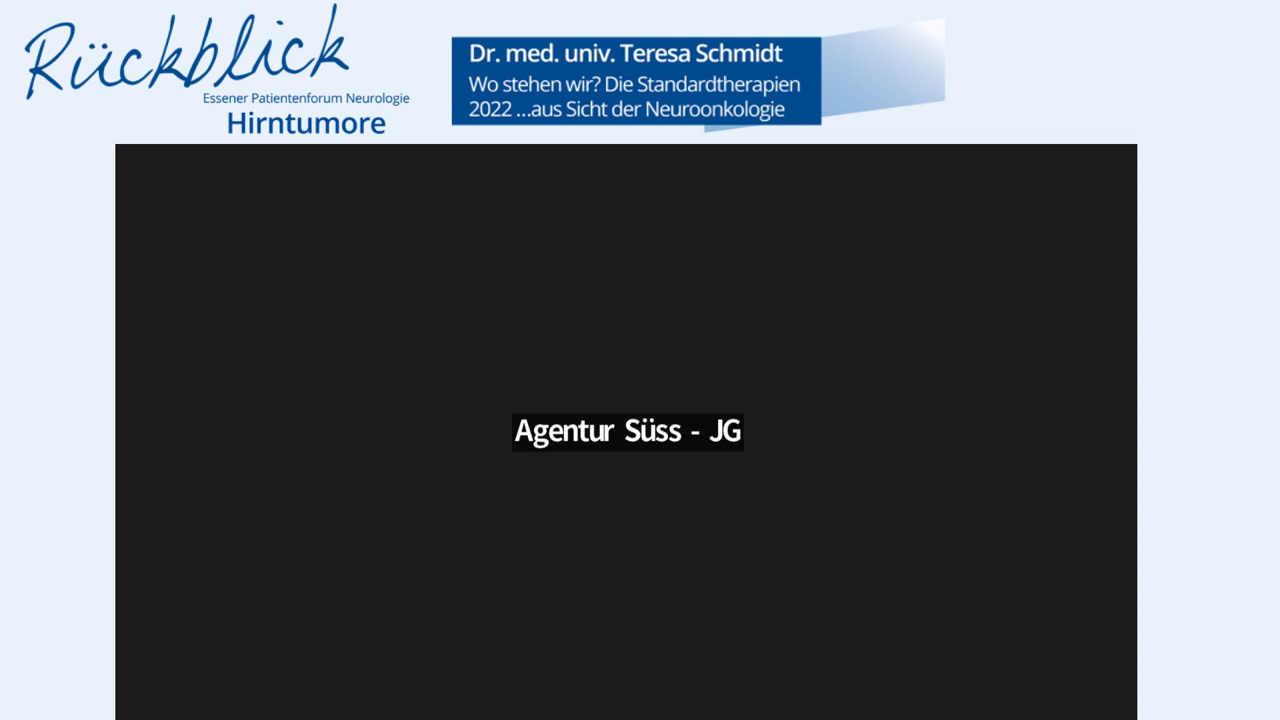 Rückblick
Essener Patientenforum Neurologie
Hirntumore
Dr. med. univ. Teresa Schmidt
Wo stehen wir? Die Standardtherapien
2022 ...aus Sicht der Neuroonkologie
Agentur Süss - JG